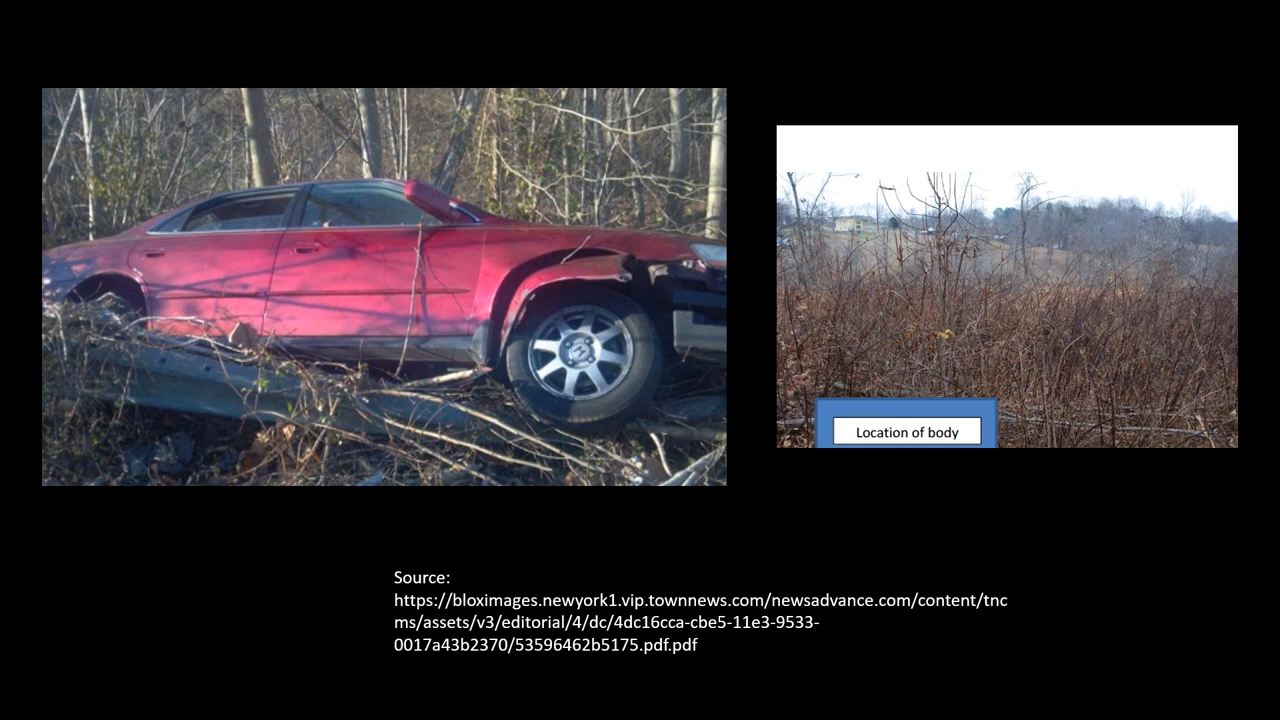 Location of body
Source:
https://bloximages.newyork1.vip.townnews.com/newsadvance.com/content/tnc
ms/assets/v3/editorial/4/dc/4dc16cca-cbe5-11e3-9533-
0017a43b2370/53596462b5175.pdf.pdf